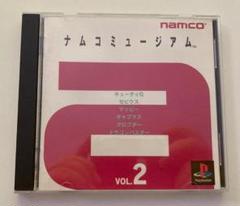 namco
ナムコミュージアム
キューティQ
ゼビウス
マッピー
ギャプラス
グロブダー
ドラゴンバスター
VOL.2
PlayStation